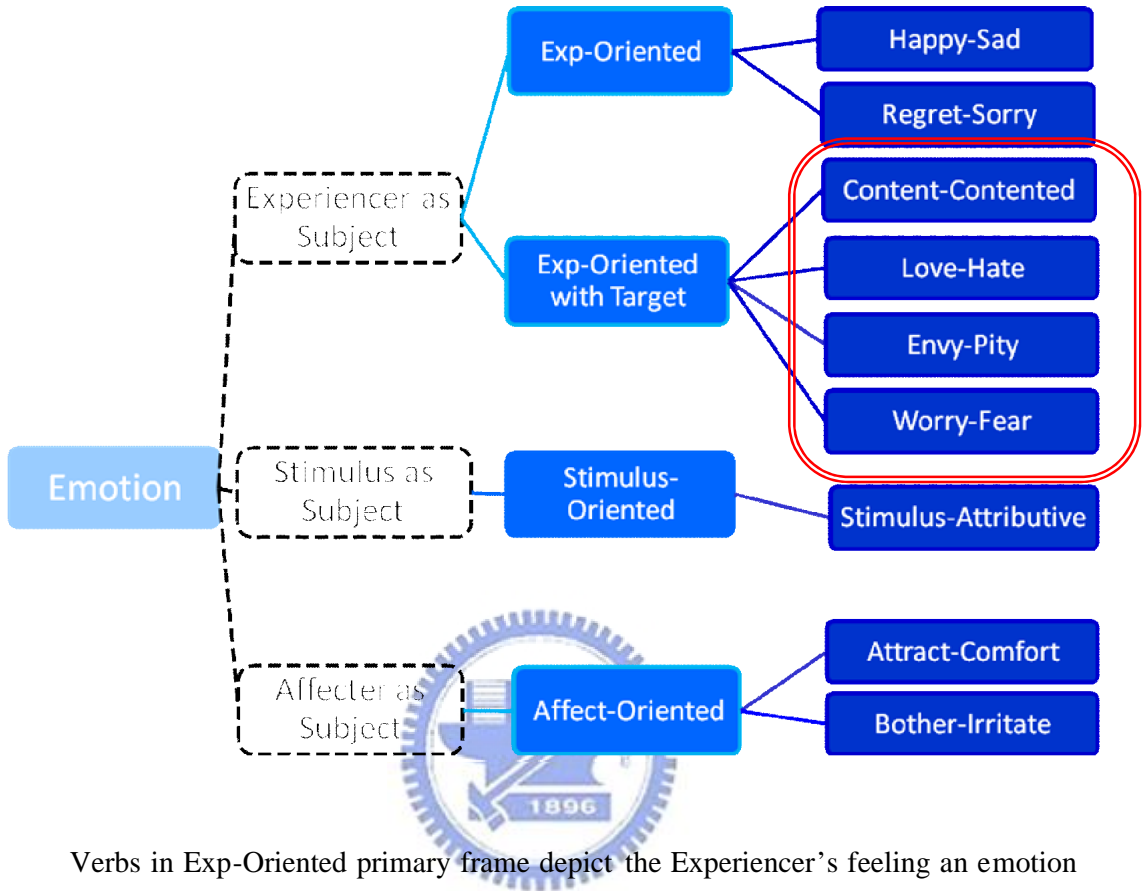 Exp-Oriented
Happy-Sad
Regret-Sorry
Experiencer as
Subject
Exp-Oriented
with Target
Content-Contented
Love-Hate
Envy-Pity
Worry-Fear
Emotion
Stimulus as
Subject
Stimulus-
Oriented
Stimulus-Attributive
Affecter as
Subject
Affect-Oriented
Attract-Comfort
Bother-Irritate
1896
Verbs in Exp-Oriented primary frame depict the Experiencer’s feeling an emotion